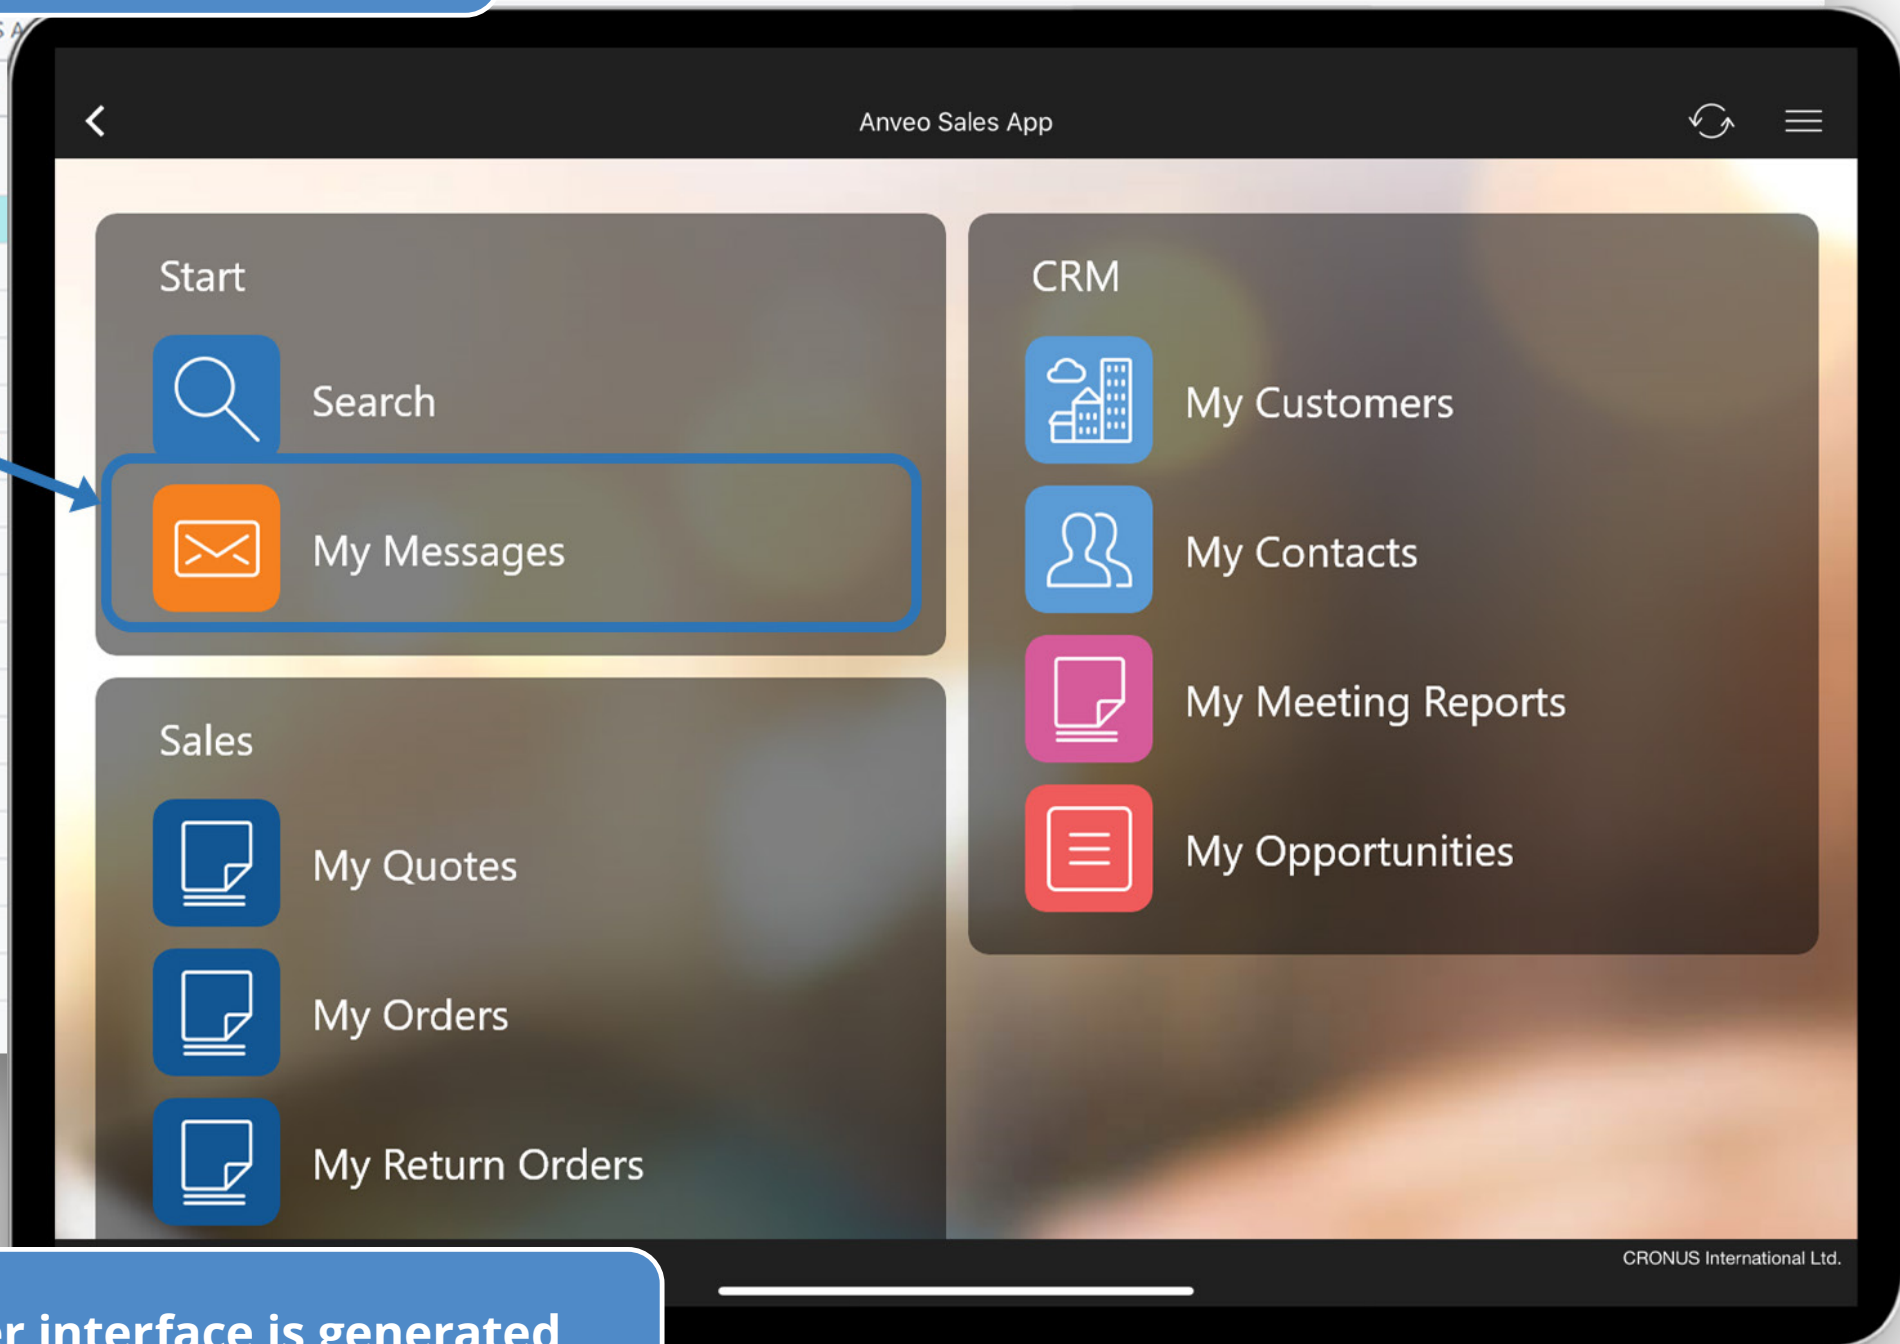 Anveo Sales App
Start
Search
My Messages
Sales
My Quotes
My Orders
My Return Orders
CRM
My Customers
My Contacts
My Meeting Reports
My Opportunities
CRONUS International Ltd.
interface is generated